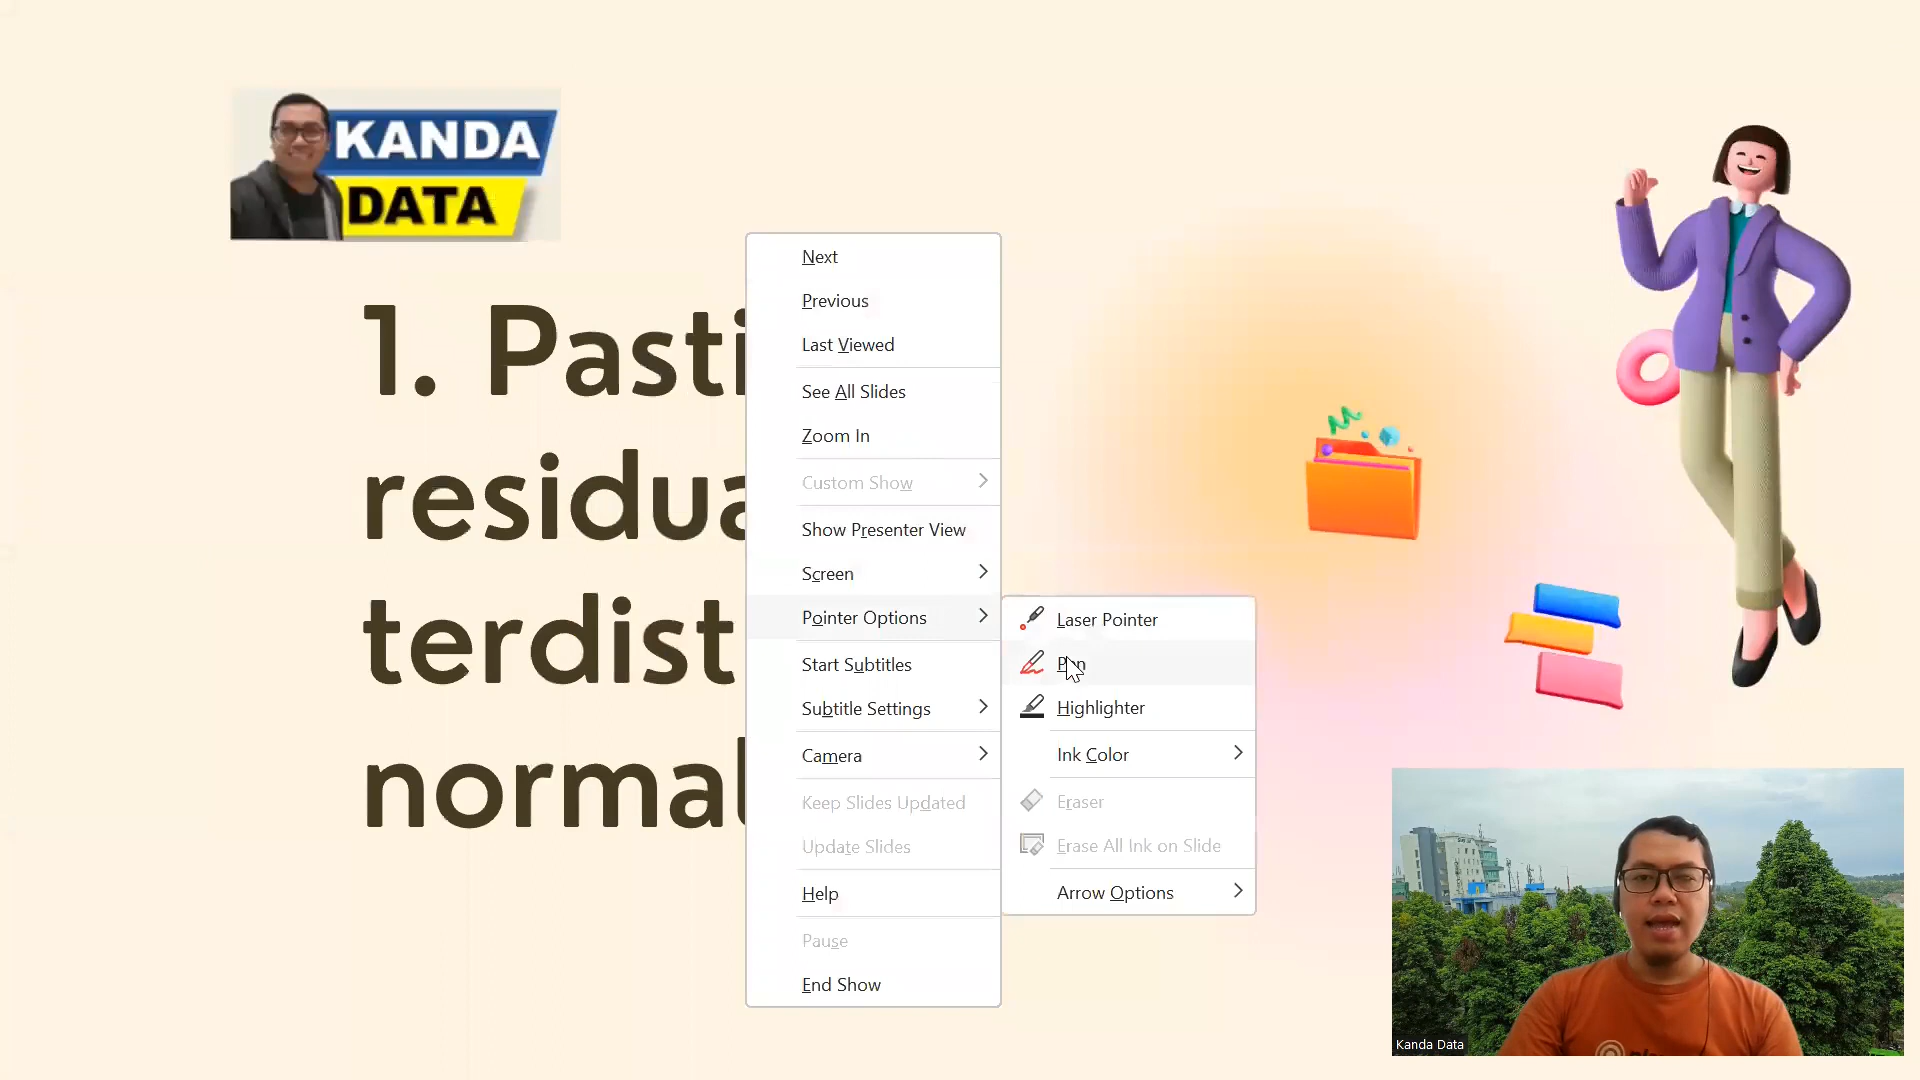 KANDA
DATA
1. Pasti
residua
terdist
normal
Next
Previous
Last Viewed
See All Slides
Zoom In
Custom Show
Show Presenter View
Screen
Pointer Options
Start Subtitles
Subtitle Settings
Camera
Keep Slides Updated
Update Slides
Help
Pause
End Show
Laser Pointer
Pen
Highlighter
Ink Color
Eraser
Erase All Ink on Slide
Arrow Options
Kanda Data